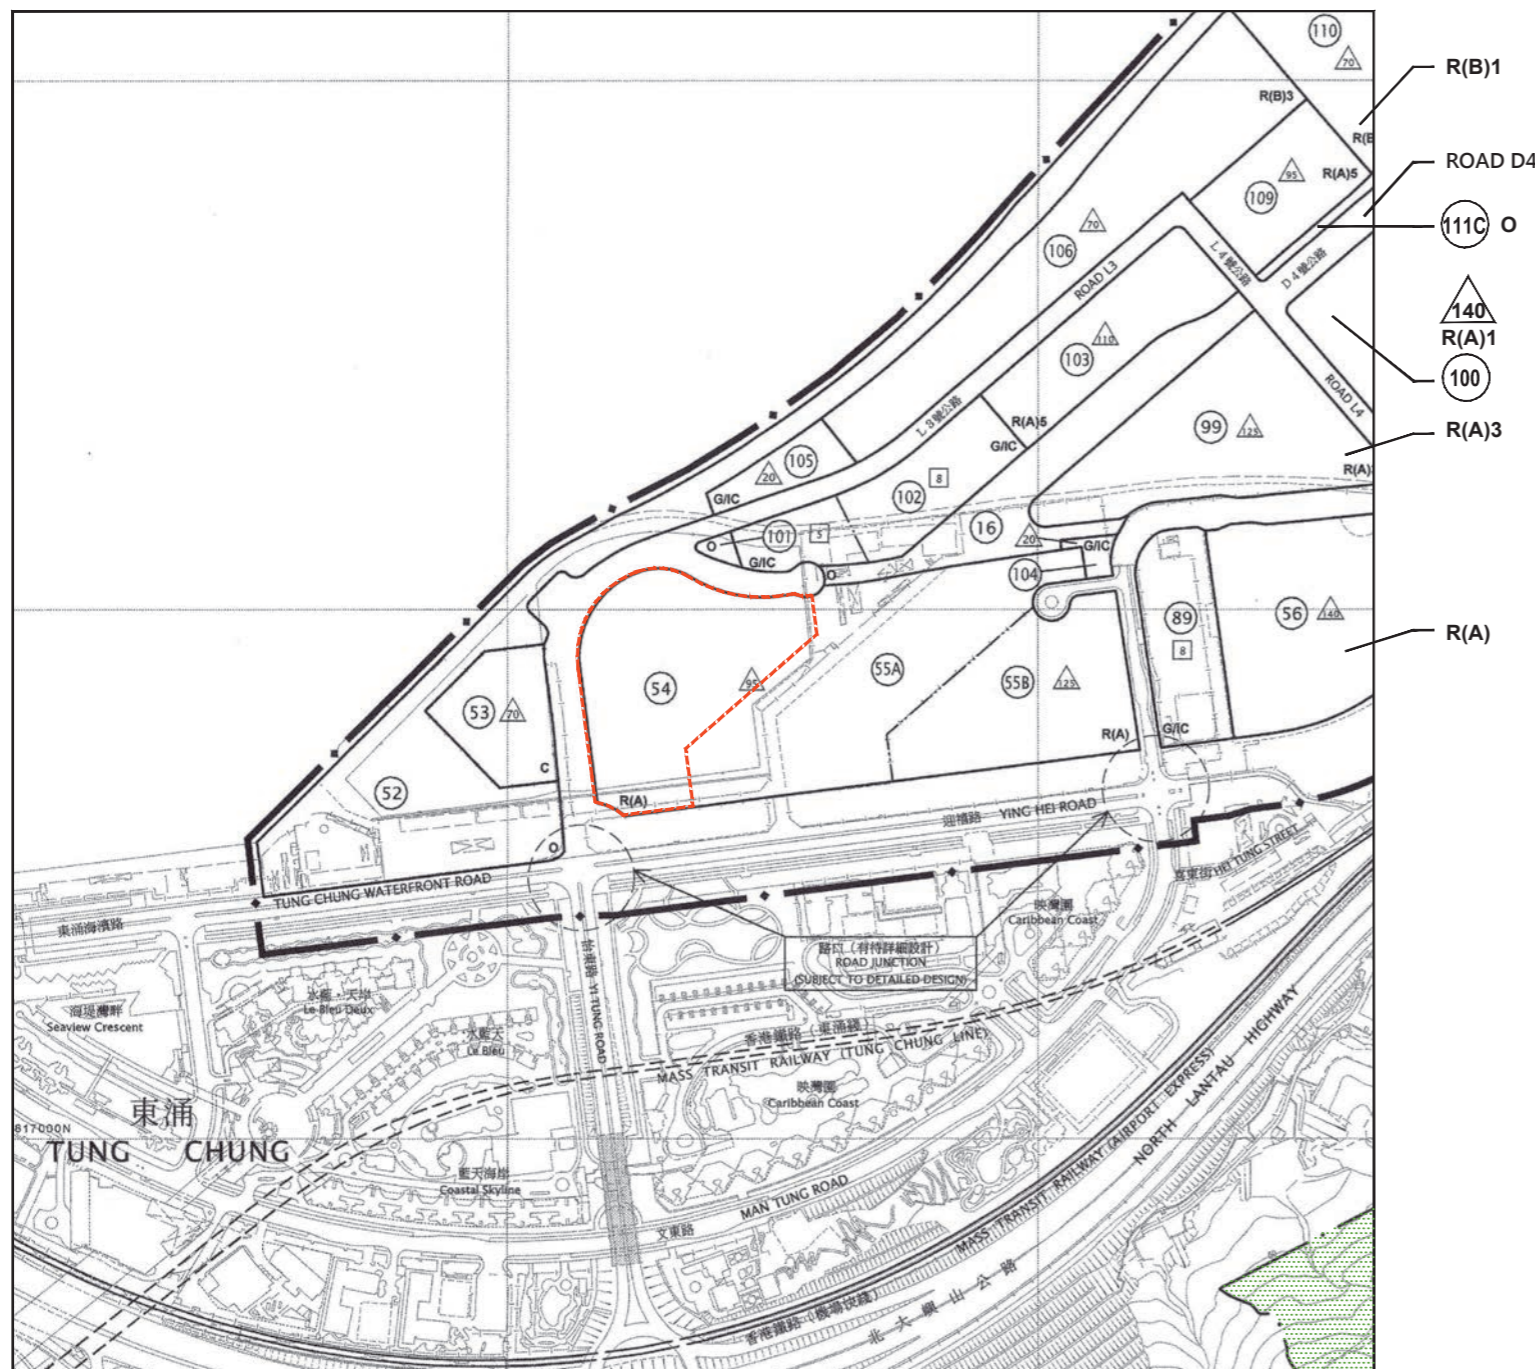 110
70
R(B)1
R(B)3
R(B
ROAD D4
95
R(A)5
109
111C O
70
106
L 4 號公路
D 4 號公路
ROAD L3
140
R(A)1
100
110
103
ROAD L4
L 3 號公路
R(A)5
G/IC
99
125
R(A)3
R(A)3
105
20
G/IC
8
102
16
101
5
O
G/IC
20
G/IC
O
104
89
8
56
140
R(A)
54
95
55A
55B
125
53
70
R(A)
G/IC
C
52
R(A)
迎禧路 YING HEI ROAD
喜東街 HEI TUNG STREET
O
TUNG CHUNG WATERFRONT ROAD
東涌海濱路
映灣園
Caribbean Coast
路口（有待詳細設計）
ROAD JUNCTION
(SUBJECT TO DETAILED DESIGN)
怡東路 YI TUNG ROAD
海堤灣畔
Seaview Crescent
水藍．天岸
Le Bleu Deux
水藍天
Le Bleu
香港鐵路（東涌綫）
MASS TRANSIT RAILWAY (TUNG CHUNG LINE)
映灣園
Caribbean Coast
東涌
817000N
TUNG CHUNG
藍天海岸
Coastal Skyline
MAN TUNG ROAD
文東路
MASS TRANSIT RAILWAY (AIRPORT EXPRESS)
NORTH LANTAU HIGHWAY
香港鐵路（機場快綫）
北大嶼山公路